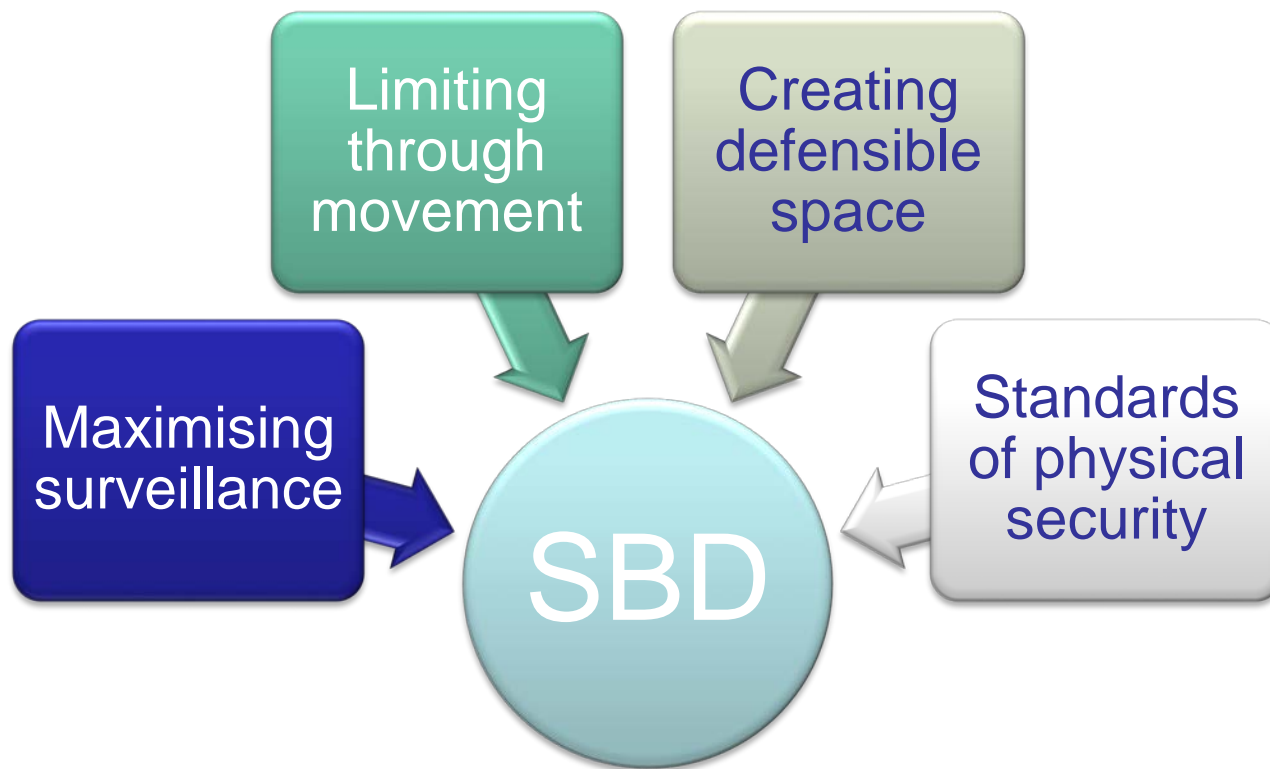 Limiting
through
movement
Creating
defensible
space
Maximising
surveillance
Standards
of physical
security
SBD